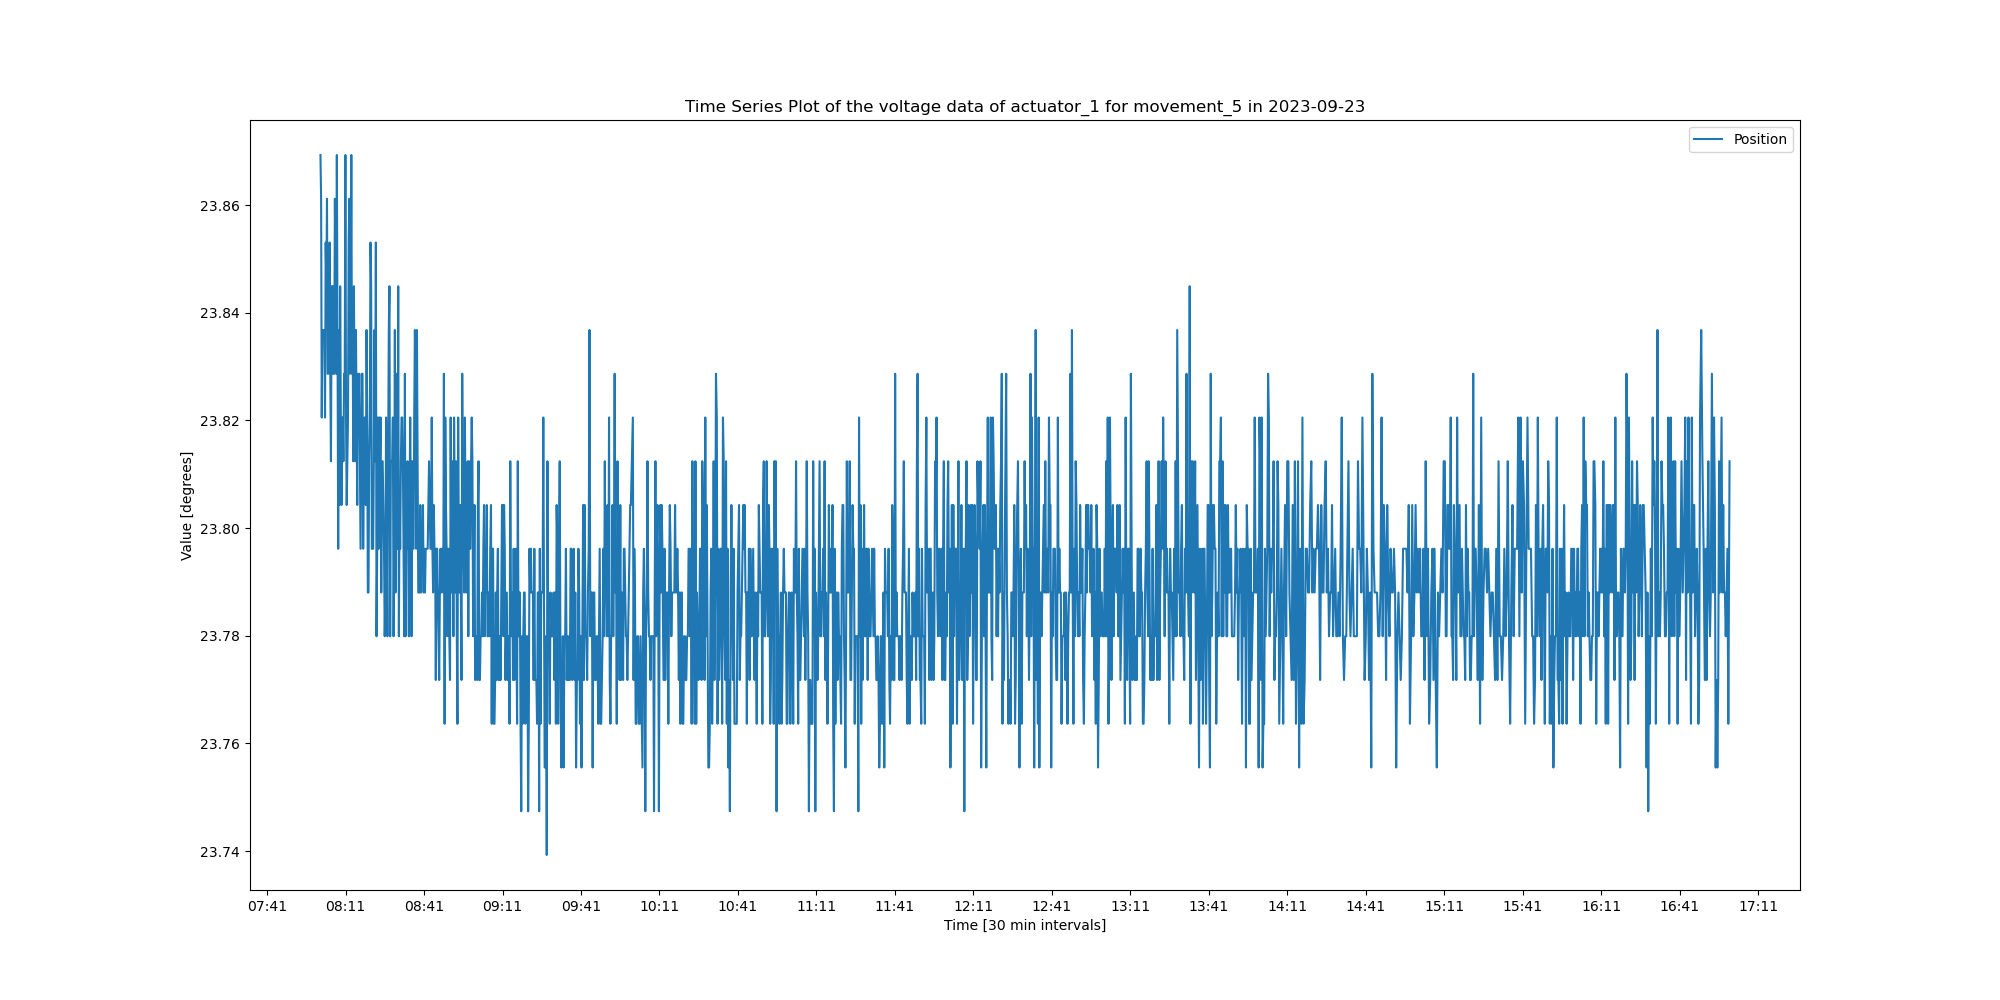 Time Series Plot of the voltage data of actuator_1 for movement_5 in 2023-09-23
Position
23.86
23.84
23.82
23.80
23.78
23.76
23.74
Value [degrees]
07:41 08:11 08:41 09:11 09:41 10:11 10:41 11:11 11:41 12:11 12:41 13:11 13:41 14:11 14:41 15:11 15:41 16:11 16:41 17:11
Time [30 min intervals]